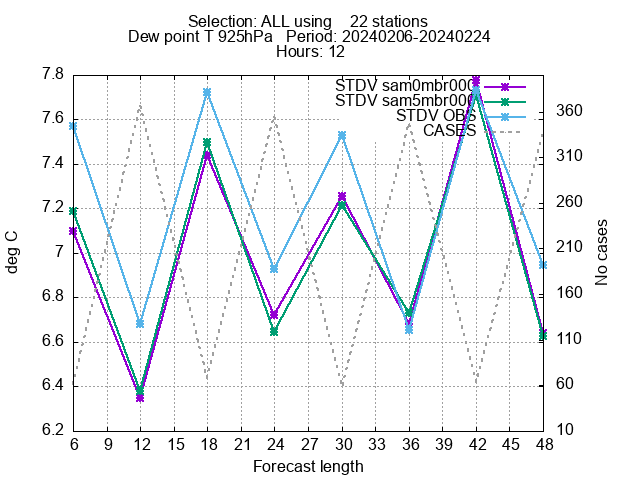 Selection: ALL using    22 stations
Dew point T 925hPa   Period: 20240206-20240224
Hours: 12
STDV sam0mbr000
STDV sam5mbr000
STDV OBS
CASES
7.8
7.6
7.4
7.2
7
6.8
6.6
6.4
6.2
deg C
360
310
260
210
160
110
60
10
No cases
6 9 12 15 18 21 24 27 30 33 36 39 42 45 48
Forecast length